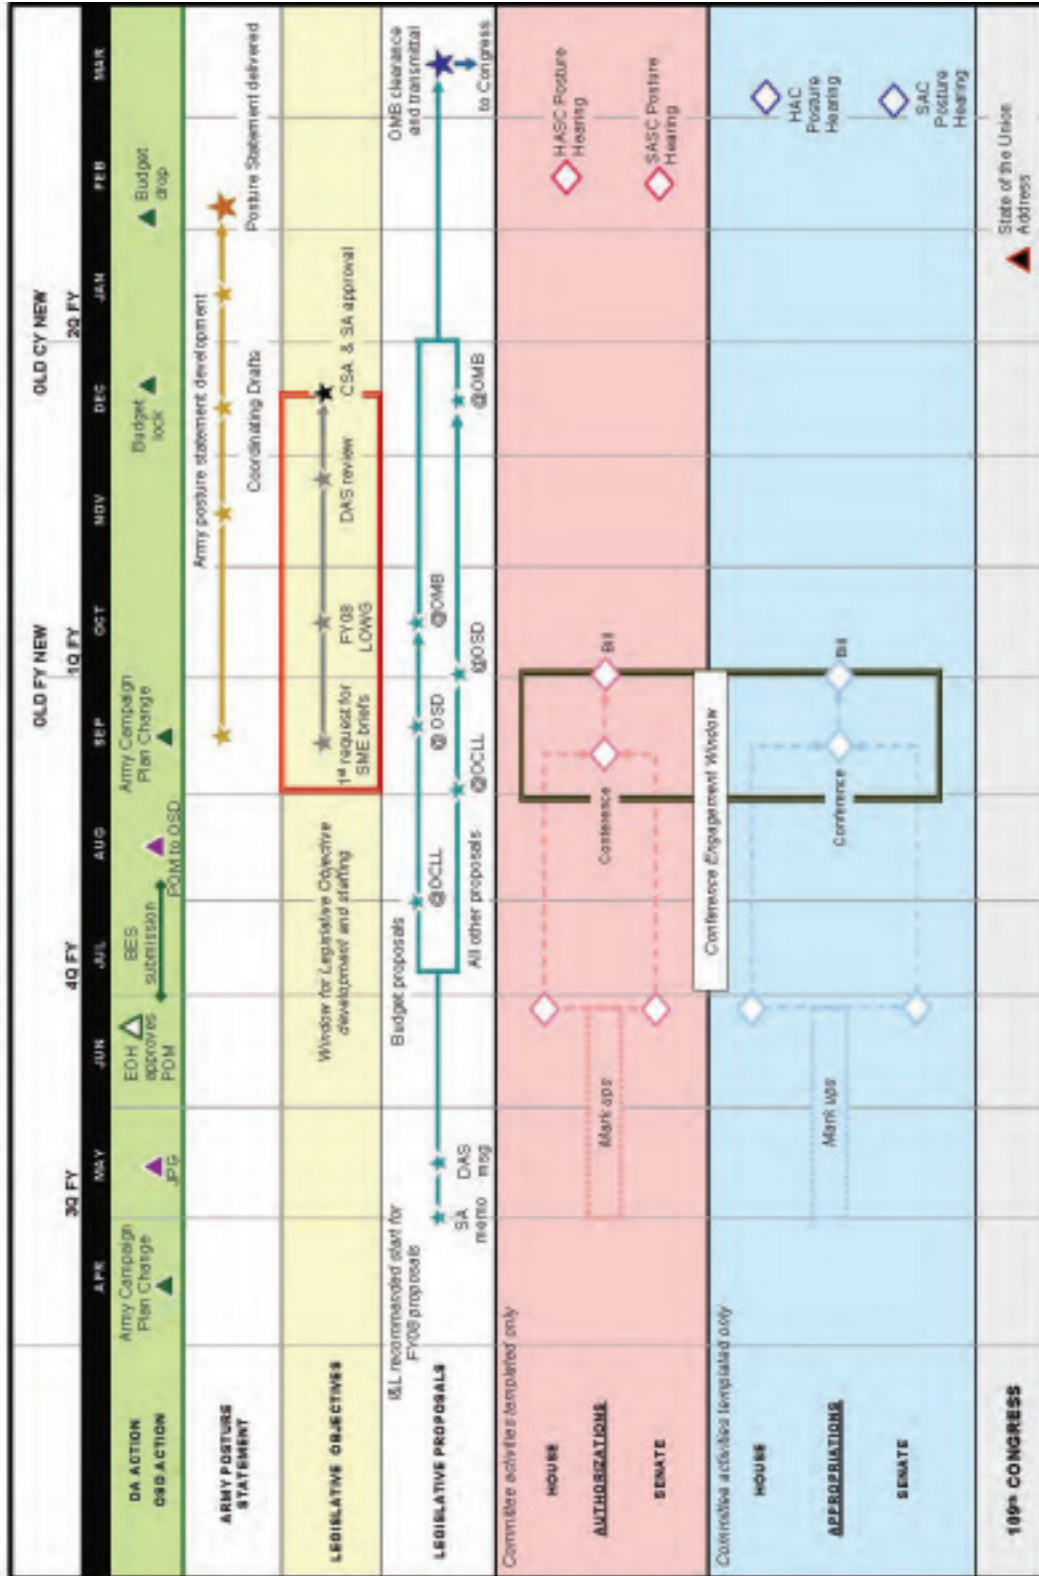 OLD FY NEW
OLD CY NEW
3Q FY
4Q FY
1Q FY
2Q FY
APR
MAY
JUN
JUL
AUG
SEP
OCT
NOV
DEC
JAN
FEB
MAR
DA ACTION
OSD ACTION
Army Campaign
Plan Change
JPG
EOH
approves
POM
BES
submission
POM to OSD
Army Campaign
Plan Change
Budget
lock
Budget
drop
ARMY POSTURE
STATEMENT
Army posture statement development
Coordinating Drafts
Posture Statement delivered
LEGISLATIVE OBJECTIVES
Window for Legislative Objective
development and staffing
1st request for
SME briefs
FY08
LOWG
DAS review
CSA & SA approval
LEGISLATIVE PROPOSALS
I&L recommended start for
FY08 proposals
SA
memo
DAS
msg
Budget proposals
@OCLL
@ OSD
@OMB
All other proposals
@OCLL
@OSD
@OMB
OMB clearance
and transmittal
to Congress
Committee activities templated only
HOUSE
AUTHORIZATIONS
SENATE
Mark ups
Conference
Bill
HASC Posture
Hearing
SASC Posture
Hearing
Conference Engagement Window
Committee activities templated only
HOUSE
APPROPRIATIONS
SENATE
Mark ups
Conference
Bill
HAC
Posture
Hearing
SAC
Posture
Hearing
109th CONGRESS
State of the Union
Address